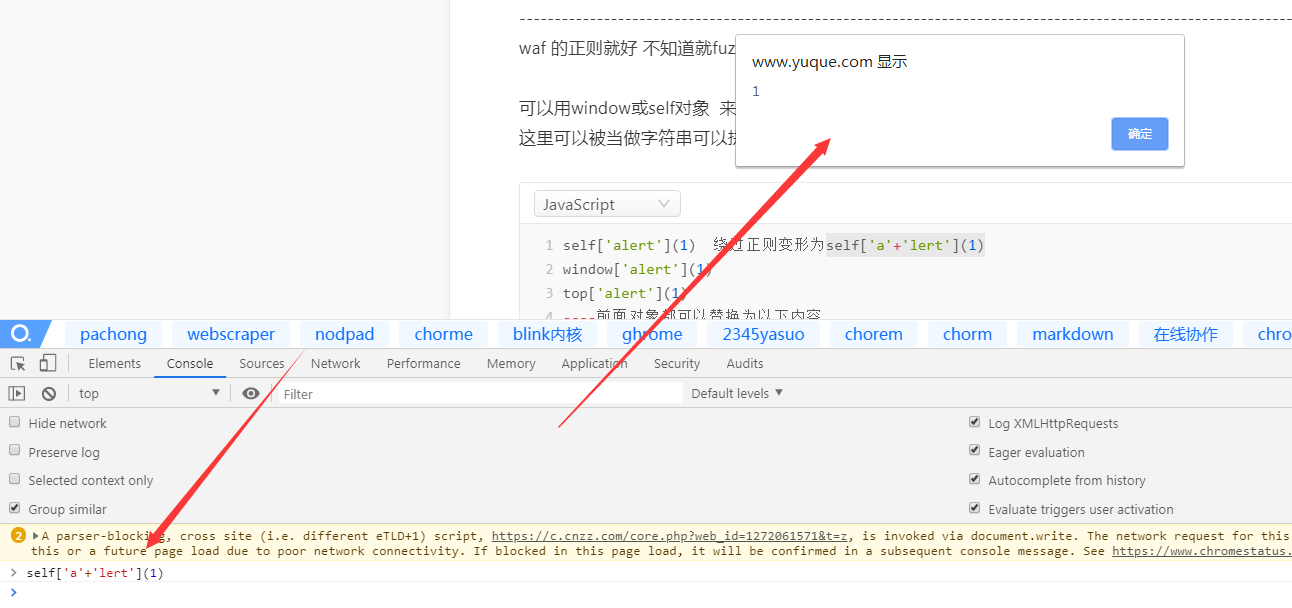 waf 的正则就好 不知道就fuz
www.yuque.com 显示
1
确定
可以用window或self对象 来
这里可以被当做字符串可以
JavaScript
1 self['alert'](1) 绕过正则变形为self['a'+'lert'](1)
2 window['alert'](1)
3 top['alert'](1)
4 ----前面对象都可以替换为以下内容
pachong webscraper nodpad chorme blink内核 ghrome 2345yasuo chorem chorm markdown 在线协作 chro
Elements Console Sources Network Performance Memory Application Security Audits
top Filter Default levels
Hide network
Log XMLHttpRequests
Preserve log
Eager evaluation
Selected context only
Autocomplete from history
Group similar
Evaluate triggers user activation
2 A parser-blocking, cross site (i.e. different eTLD+1) script, https://c.cnzz.com/core.php?web_id=1272061571&t=z, is invoked via document.write. The network request for this
this or a future page load due to poor network connectivity. If blocked in this page load, it will be confirmed in a subsequent console message. See https://www.chromestatus.
> self['a'+'lert'](1)
>